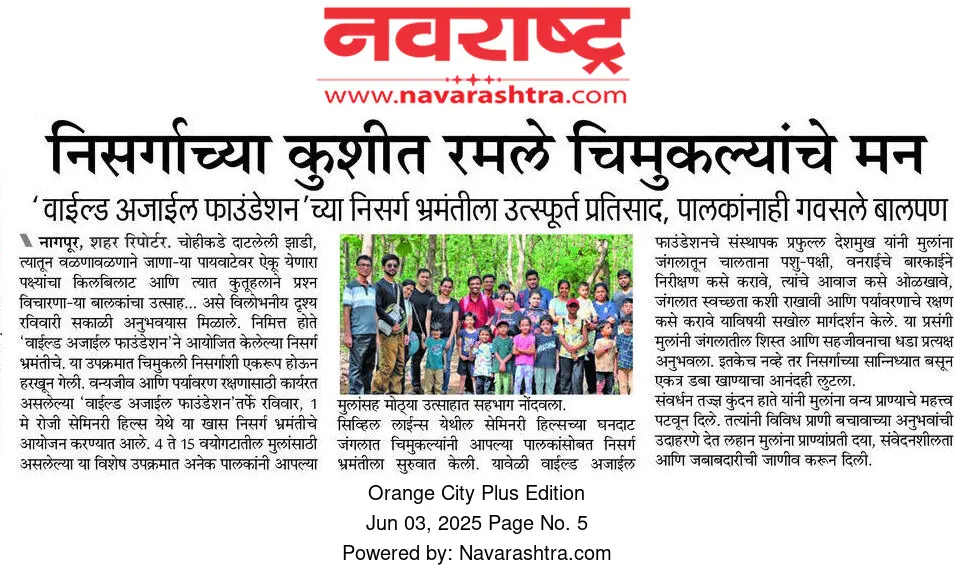 नवराष्ट्र
www.navarashtra.com
निसर्गाच्या कुशीत रमले चिमुकल्यांचे मन
‘वाईल्ड अजाईल फाउंडेशन’च्या निसर्ग भ्रमंतीला उत्स्फूर्त प्रतिसाद, पालकांनाही गवसले बालपण
नागपूर, शहर रिपोर्टर. चोहीकडे दाटलेली झाडी,
त्यातून वळणावळणाने जाणा-या पायवाटेवर ऐकू येणारा
पक्ष्यांचा किलबिलाट आणि त्यात कुतूहलाने प्रश्न
विचारणा-या बालकांचा उत्साह... असे विलोभनीय दृश्य
रविवारी सकाळी अनुभवयास मिळाले. निमित्त होते
‘वाईल्ड अजाईल फाउंडेशन’ने आयोजित केलेल्या निसर्ग
भ्रमंतीचे. या उपक्रमात चिमुकली निसर्गाशी एकरूप होऊन
हरखून गेली. वन्यजीव आणि पर्यावरण रक्षणासाठी कार्यरत
असलेल्या ‘वाईल्ड अजाईल फाउंडेशन’तर्फे रविवार, 1
मे रोजी सेमिनरी हिल्स येथे या खास निसर्ग भ्रमंतीचे
आयोजन करण्यात आले. 4 ते 15 वयोगटातील मुलांसाठी
असलेल्या या विशेष उपक्रमात अनेक पालकांनी आपल्या
मुलांसह मोठ्या उत्साहात सहभाग नोंदवला.
सिव्हिल लाईन्स येथील सेमिनरी हिल्सच्या घनदाट
जंगलात चिमुकल्यांनी आपल्या पालकांसोबत निसर्ग
भ्रमंतीला सुरुवात केली. यावेळी वाईल्ड अजाईल
फाउंडेशनचे संस्थापक प्रफुल्ल देशमुख यांनी मुलांना
जंगलातून चालताना पशु-पक्षी, वनराईचे बारकाईने
निरीक्षण कसे करावे, त्यांचे आवाज कसे ओळखावे,
जंगलात स्वच्छता कशी राखावी आणि पर्यावरणाचे रक्षण
कसे करावे याविषयी सखोल मार्गदर्शन केले. या प्रसंगी
मुलांनी जंगलातील शिस्त आणि सहजीवनाचा धडा प्रत्यक्ष
अनुभवला. इतकेच नव्हे तर निसर्गाच्या सान्निध्यात बसून
एकत्र डबा खाण्याचा आनंदही लुटला.
संवर्धन तज्ज्ञ कुंदन हाते यांनी मुलांना वन्य प्राण्याचे महत्त्व
पटवून दिले. तत्यांनी विविध प्राणी बचावाच्या अनुभवांची
उदाहरणे देत लहान मुलांना प्राण्यांप्रती दया, संवेदनशीलता
आणि जबाबदारीची जाणीव करून दिली.
Orange City Plus Edition
Jun 03, 2025 Page No. 5
Powered by: Navarashtra.com